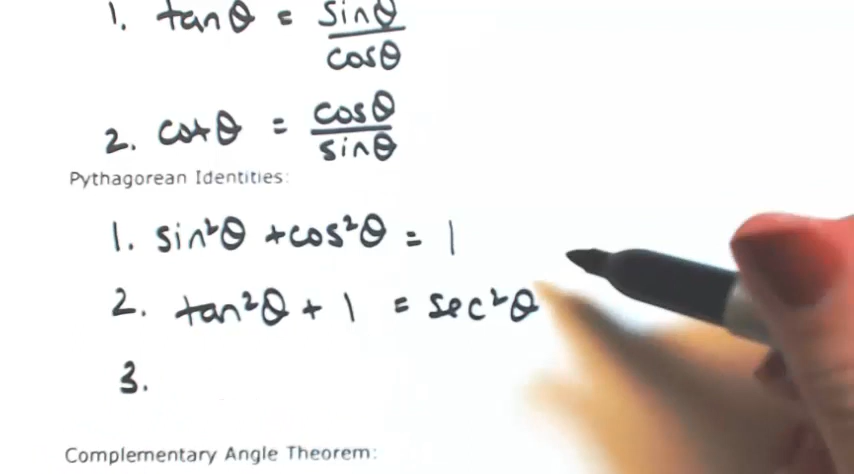 1. tanθ = sinθ/cosθ
2. cotθ = cosθ/sinθ
Pythagorean Identities:
1. sin²θ + cos²θ = 1
2. tan²θ + 1 = sec²θ
3.
Complementary Angle Theorem: